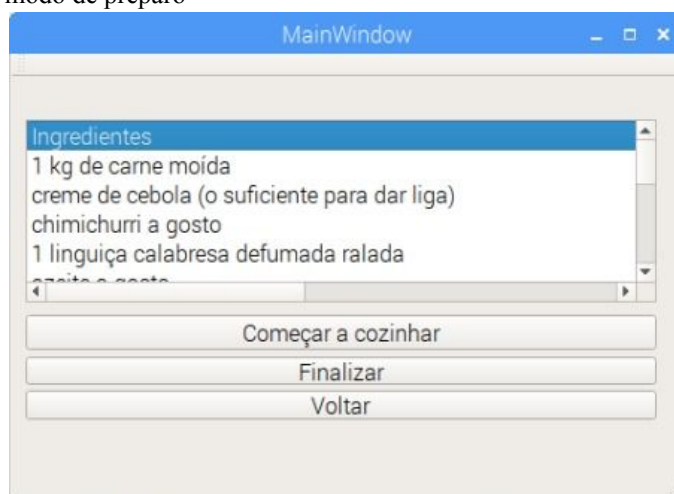 modo de preparo
MainWindow
Ingredientes
1 kg de carne moída
creme de cebola (o suficiente para dar liga)
chimichurri a gosto
1 linguiça calabresa defumada ralada
Começar a cozinhar
Finalizar
Voltar